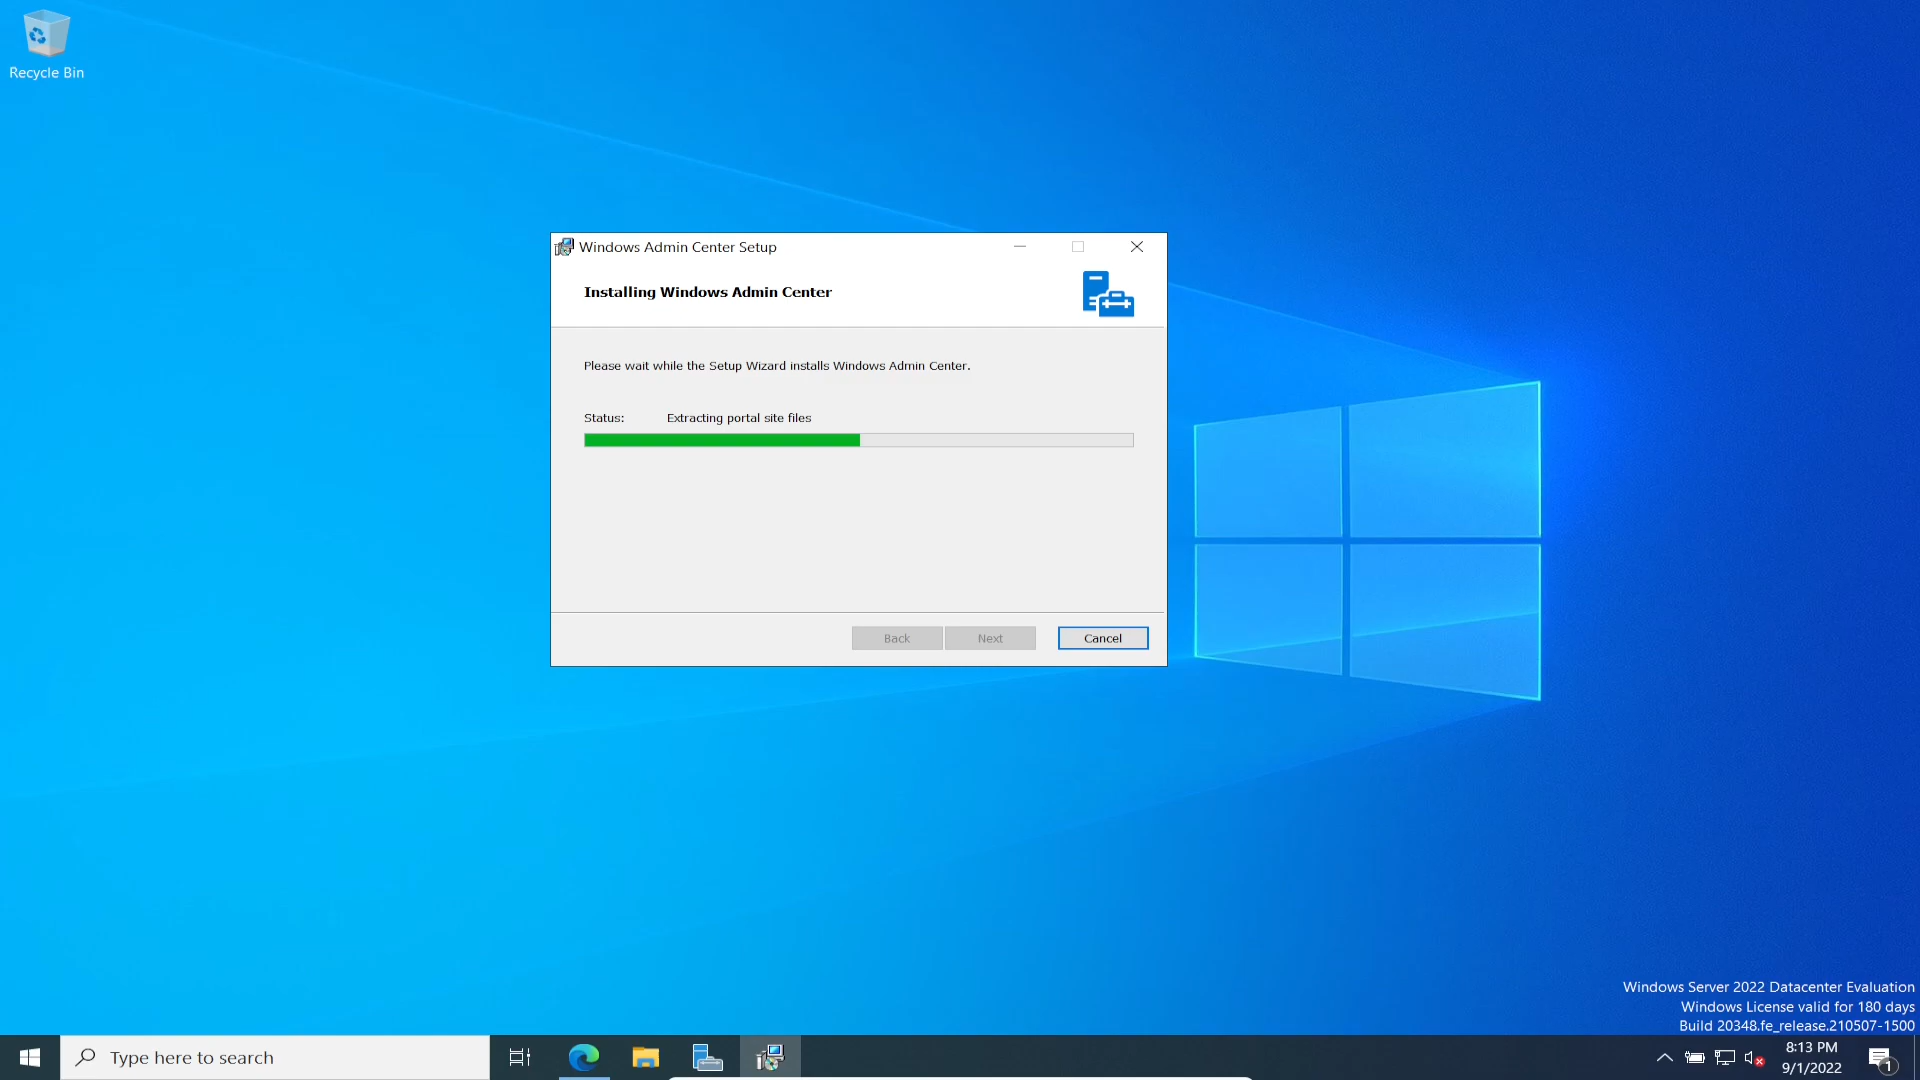 Recycle Bin
Windows Admin Center Setup
Installing Windows Admin Center
Please wait while the Setup Wizard installs Windows Admin Center.
Status: Extracting portal site files
Back Next Cancel
Windows Server 2022 Datacenter Evaluation
Windows License valid for 180 days
Build 20348.fe_release.210507-1500
Type here to search
8:13 PM
9/1/2022
1